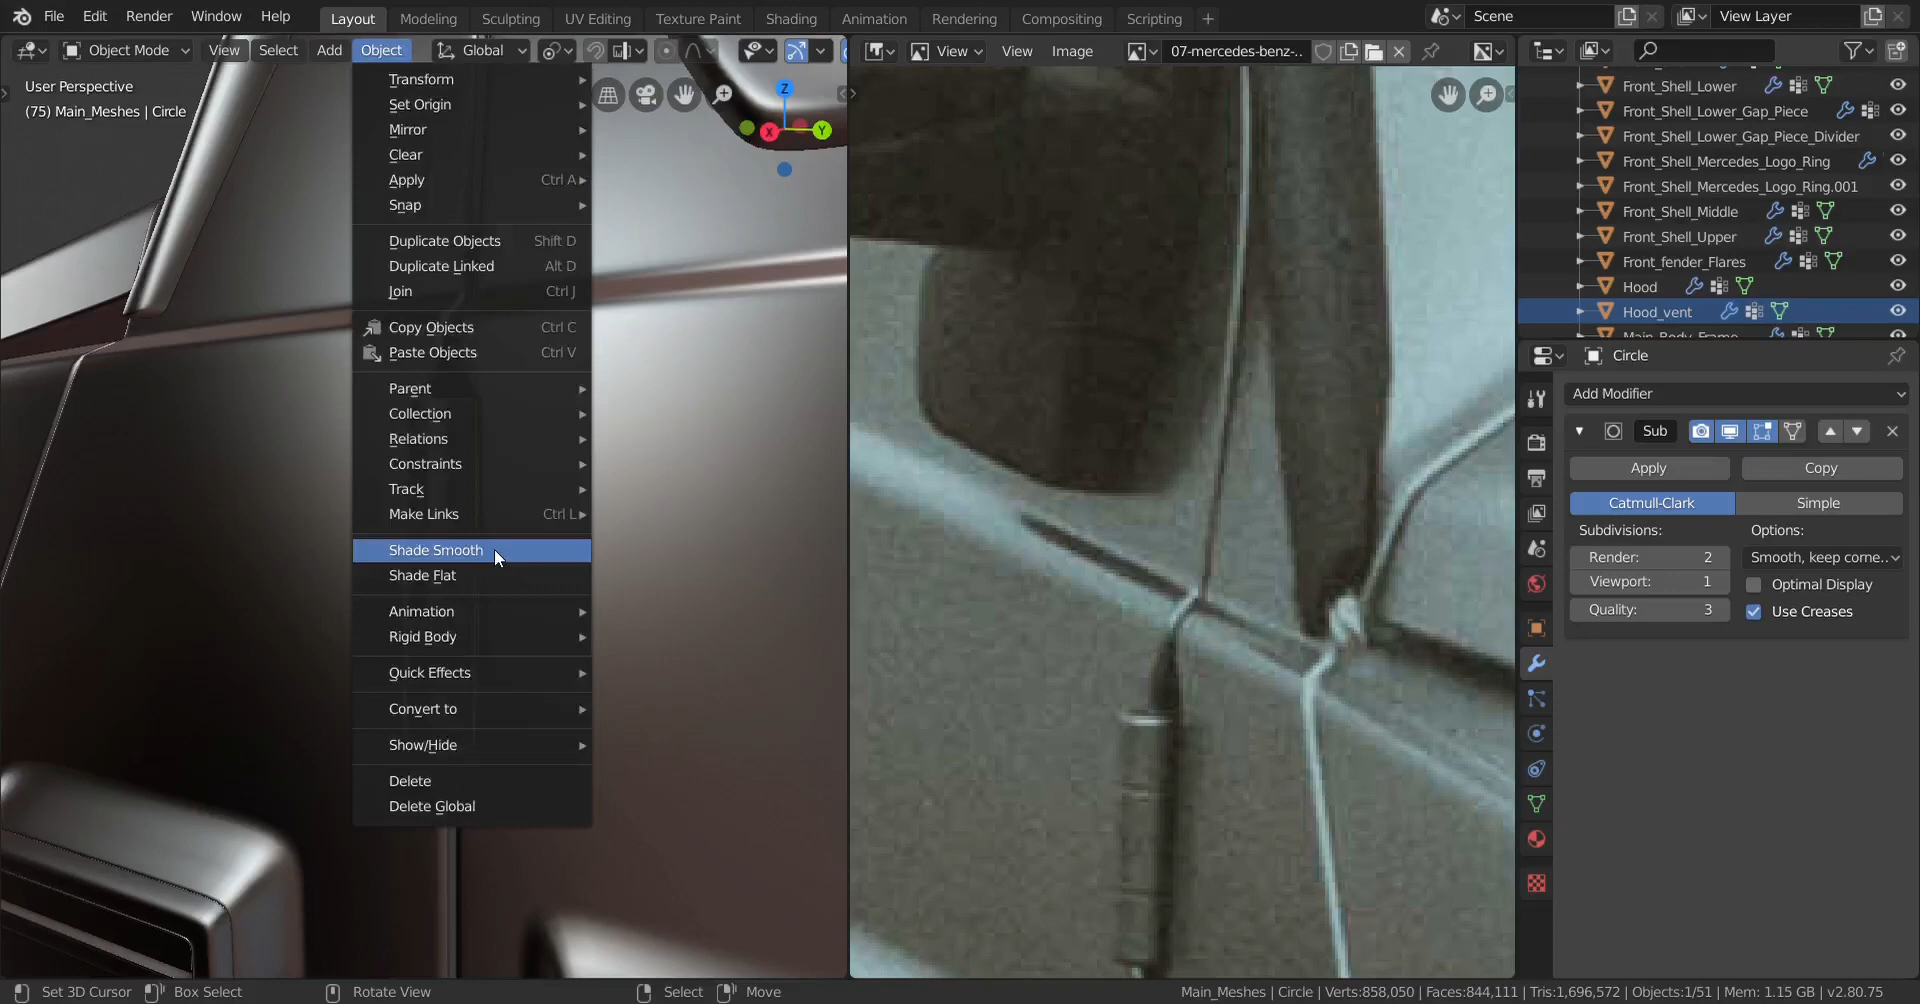 File Edit Render Window Help Layout Modeling Sculpting UV Editing Texture Paint Shading Animation Rendering Compositing Scripting + Scene View Layer
Object Mode View Select Add Object Global View View Image 07-mercedes-benz-..
User Perspective
(75) Main_Meshes | Circle
Z
X
Y
Transform
Set Origin
Mirror
Clear
Apply Ctrl A
Snap
Duplicate Objects Shift D
Duplicate Linked Alt D
Join Ctrl J
Copy Objects Ctrl C
Paste Objects Ctrl V
Parent
Collection
Relations
Constraints
Track
Make Links Ctrl L
Shade Smooth
Shade Flat
Animation
Rigid Body
Quick Effects
Convert to
Show/Hide
Delete
Delete Global
Front_Shell_Lower
Front_Shell_Lower_Gap_Piece
Front_Shell_Lower_Gap_Piece_Divider
Front_Shell_Mercedes_Logo_Ring
Front_Shell_Mercedes_Logo_Ring.001
Front_Shell_Middle
Front_Shell_Upper
Front_fender_Flares
Hood
Hood_vent
Main_Body_Frame
Circle
Add Modifier
Sub
Apply Copy
Catmull-Clark Simple
Subdivisions: Options:
Render: 2 Smooth, keep corne..
Viewport: 1 Optimal Display
Quality: 3 Use Creases
Set 3D Cursor Box Select Rotate View Select Move Main_Meshes | Circle | Verts:858,050 | Faces:844,111 | Tris:1,696,572 | Objects:1/51 | Mem: 1.15 GB | v2.80.75